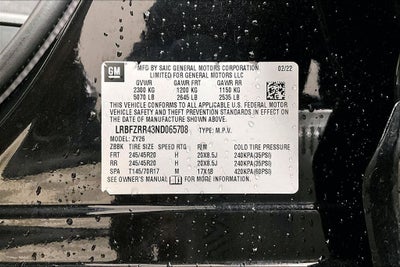 GM
MFG BY SAIC GENERAL MOTORS CORPORATION
LIMITED FOR GENERAL MOTORS LLC
02/22
GVWR GAWR FRT GAWR RR
2300 KG 1200 KG 1150 KG
5070 LB 2645 LB 2535 LB
THIS VEHICLE CONFORMS TO ALL APPLICABLE U.S. FEDERAL MOTOR
VEHICLE SAFETY AND THEFT PREVENTION STANDARDS IN EFFECT
ON THE DATE OF MANUFACTURE SHOWN ABOVE.
LRBFZRR43ND065708 TYPE: M.P.V.
MODEL: ZY26
ZBBK TIRE SIZE SPEED RTG RIM COLD TIRE PRESSURE
FRT 245/45R20 H 20X8.5J 240KPA(35PSI)
RR 245/45R20 H 20X8.5J 240KPA(35PSI)
SPA T145/70R17 M 420KPA(60PSI)
SEE OWNER'S MANUAL FOR MORE INFORMATION.